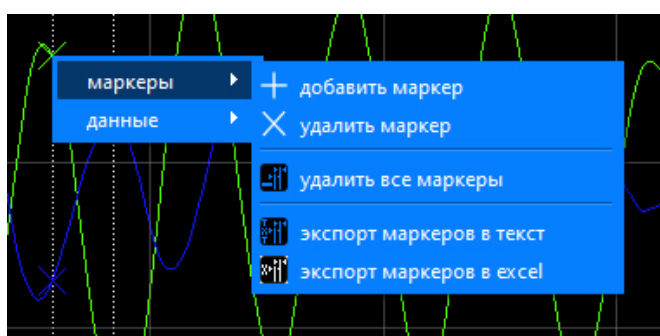 маркеры
данные
добавить маркер
удалить маркер
удалить все маркеры
экспорт маркеров в текст
экспорт маркеров в excel